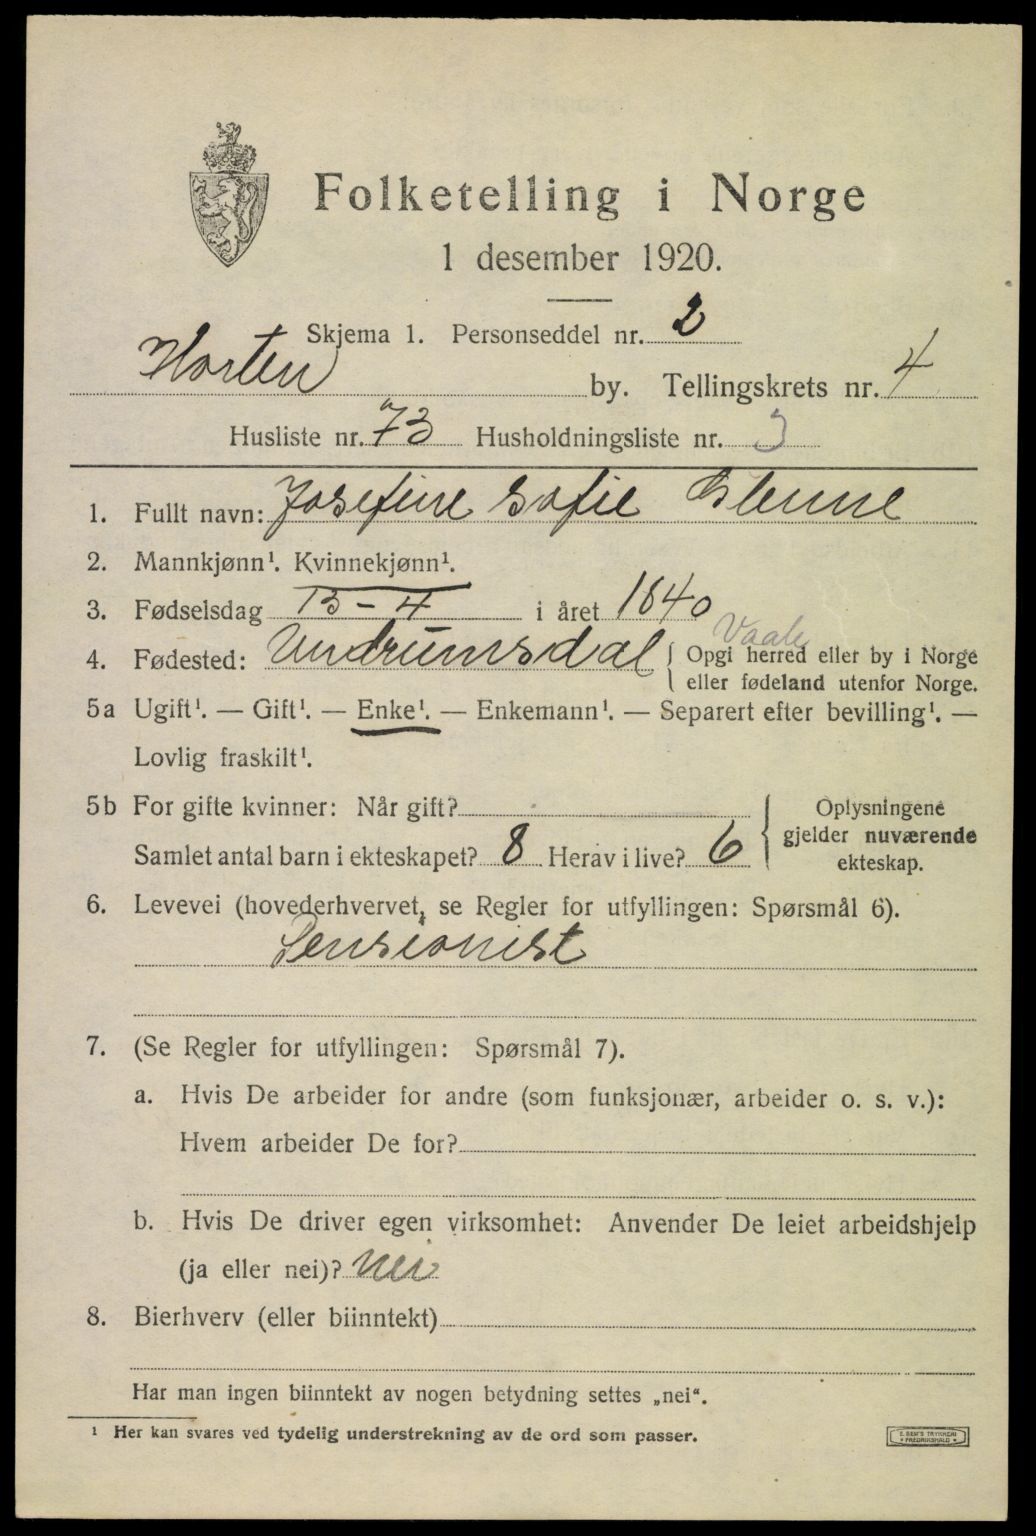 Folketelling i Norge
1 desember 1920.
Skjema 1. Personseddel nr. 2
Horten by. Tellingskrets nr. 4
Husliste nr. 73 Husholdningsliste nr. 3
1. Fullt navn: Josefine Sofie Glenne
2. Mannkjønn¹. Kvinnekjønn¹.
3. Fødselsdag 13-4 i året 1840
Vaale
4. Fødested: Undrumsdal { Opgi herred eller by i Norge
eller fødeland utenfor Norge.
5a Ugift¹. — Gift¹. — Enke¹. — Enkemann¹. — Separert efter bevilling¹. —
Lovlig fraskilt¹.
5b For gifte kvinner: Når gift? { Oplysningene
gjelder nuværende
Samlet antal barn i ekteskapet? 8 Herav i live? 6 ekteskap.
6. Levevei (hovederhvervet, se Regler for utfyllingen: Spørsmål 6).
Pensionist
7. (Se Regler for utfyllingen: Spørsmål 7).
a. Hvis De arbeider for andre (som funksjonær, arbeider o. s. v.):
Hvem arbeider De for?
b. Hvis De driver egen virksomhet: Anvender De leiet arbeidshjelp
(ja eller nei)? Nei
8. Bierhverv (eller biinntekt)
Har man ingen biinntekt av nogen betydning settes „nei".
¹ Her kan svares ved tydelig understrekning av de ord som passer.
E. SEM'S TRYKKERI
* FREDRIKSHALD *